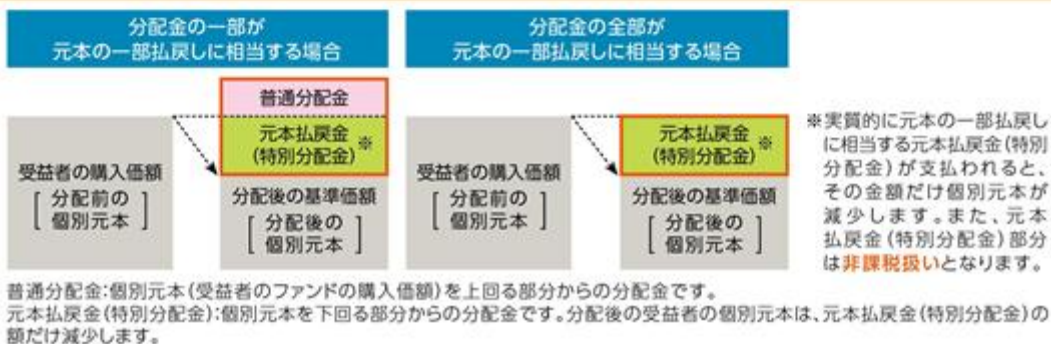 分配金の一部が
元本の一部払戻しに相当する場合
分配金の全部が
元本の一部払戻しに相当する場合
普通分配金
元本払戻金
(特別分配金)※
受益者の購入価額
[分配前の
個別元本]
分配後の基準価額
[分配後の
個別元本]
元本払戻金
(特別分配金)※
受益者の購入価額
[分配前の
個別元本]
分配後の基準価額
[分配後の
個別元本]
※実質的に元本の一部払戻し
に相当する元本払戻金(特別
分配金)が支払われると、
その金額だけ個別元本が
減少します。また、元本
払戻金(特別分配金)部分
は非課税扱いとなります。
普通分配金:個別元本(受益者のファンドの購入価額)を上回る部分からの分配金です。
元本払戻金(特別分配金):個別元本を下回る部分からの分配金です。分配後の受益者の個別元本は、元本払戻金(特別分配金)の
額だけ減少します。